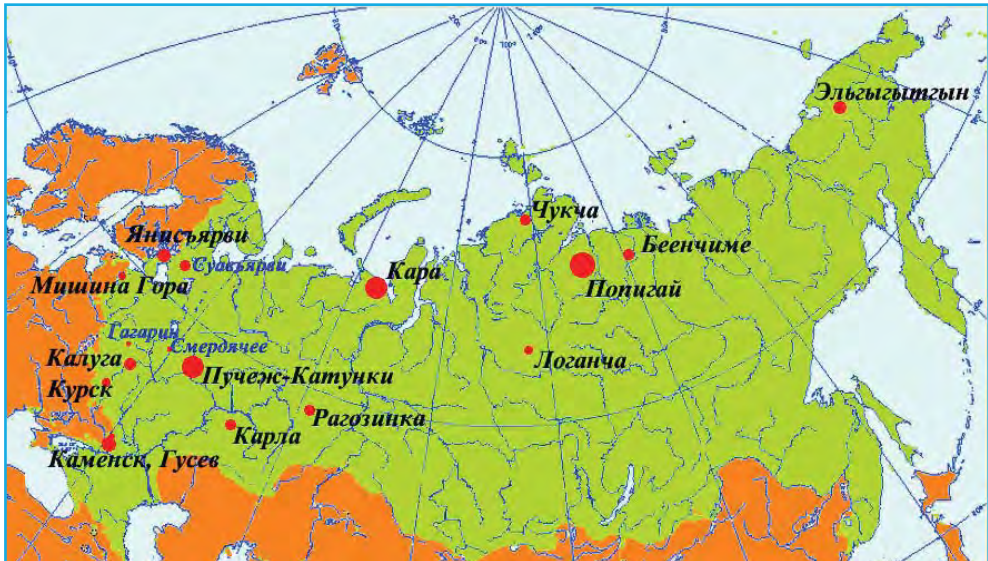 Эльгыгытгын
Чукча
Янисъярви
Беенчиме
Суавъярви
Кара
Мишина Гора
Попигай
Гагарин
Смердячее
Логанча
Калуга
Пучеж-Катунки
Курск
Рагозинка
Карла
Каменск, Гусев